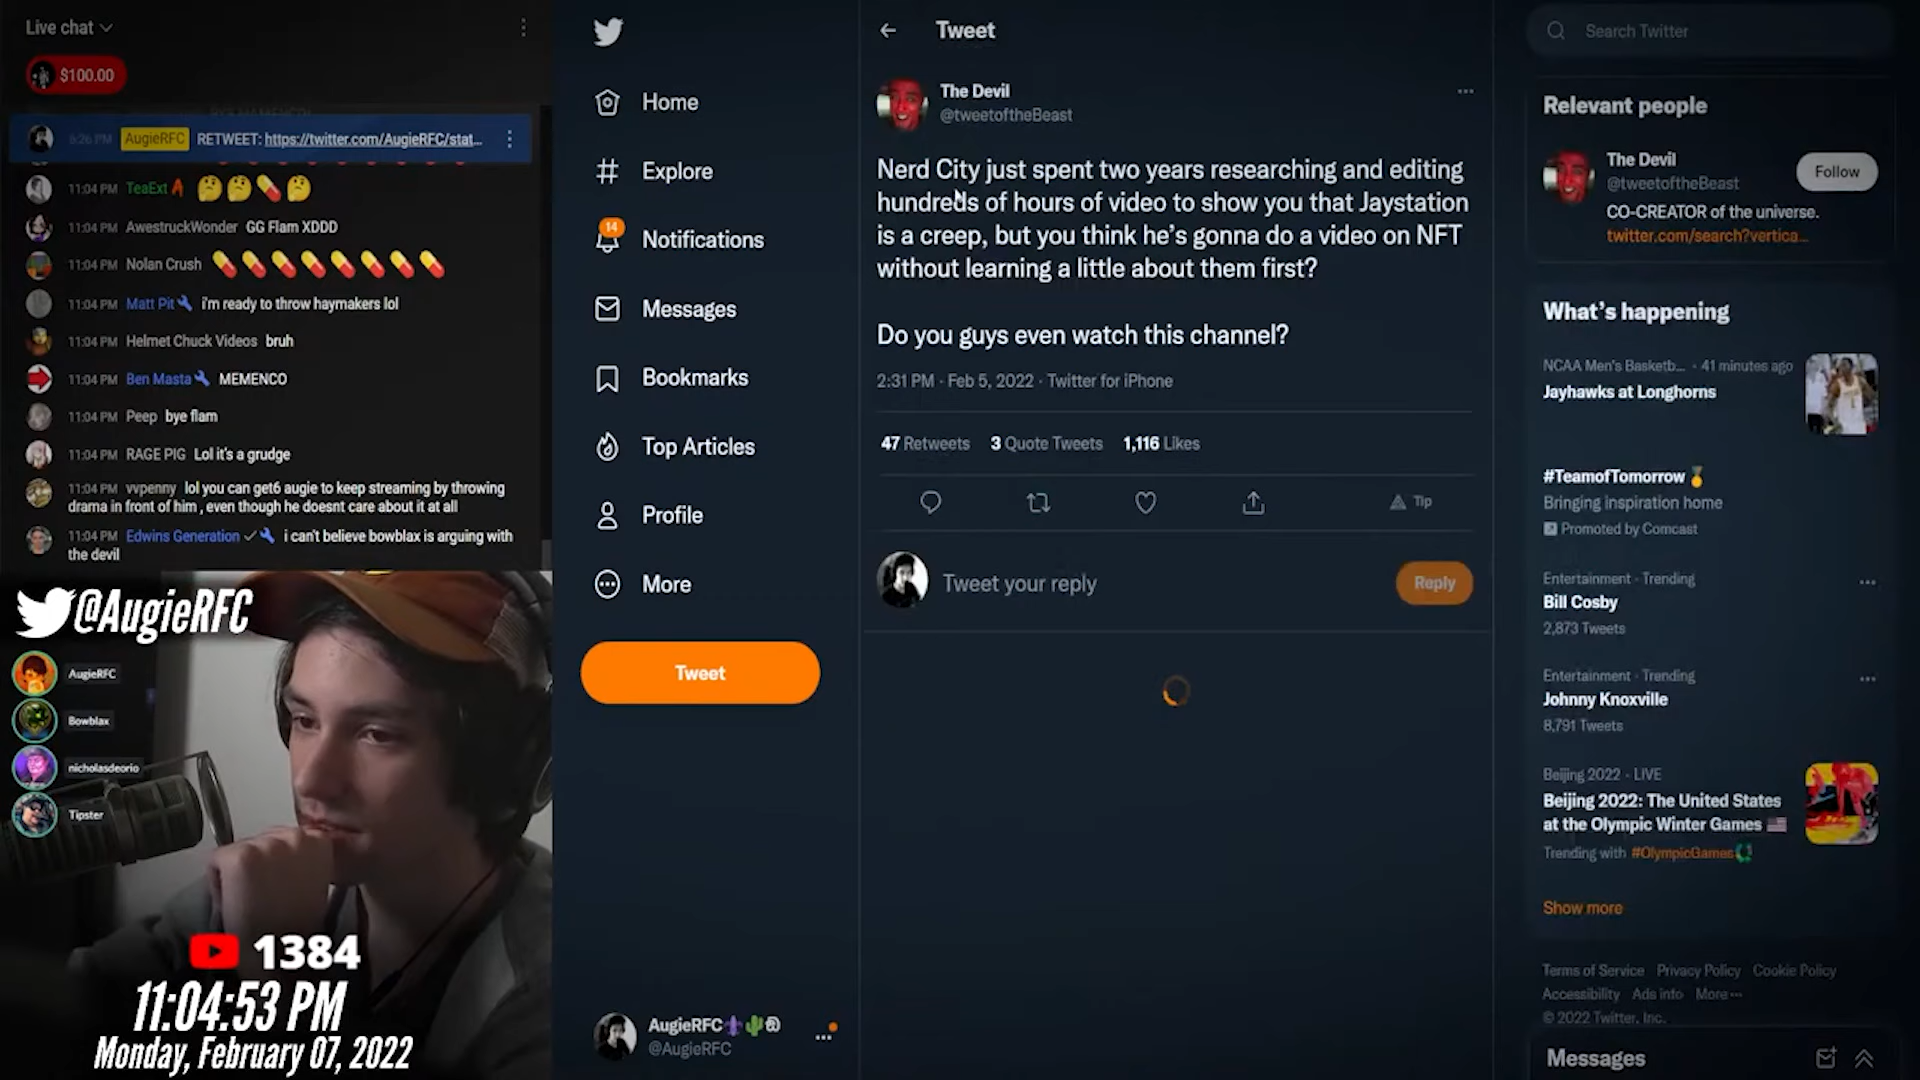 Live chat
$100.00
6:26 PM AugieRFC RETWEET: https://twitter.com/AugieRFC/stat...
11:04 PM TeaExt 🤔🤔💊🤔
11:04 PM AwestruckWonder GG Flam XDDD
11:04 PM Nolan Crush 💊💊💊💊💊💊💊💊
11:04 PM Matt Pit i'm ready to throw haymakers lol
11:04 PM Helmet Chuck Videos bruh
11:04 PM Ben Masta MEMENCO
11:04 PM Peep bye flam
11:04 PM RAGE PIG Lol it's a grudge
11:04 PM vvpenny lol you can get6 augie to keep streaming by throwing
drama in front of him , even though he doesnt care about it at all
11:04 PM Edwins Generation i can't believe bowblax is arguing with
the devil
@AugieRFC
AugieRFC
Bowblax
nicholasdeorio
Tipster
1384
11:04:53 PM
Monday, February 07, 2022
Home
Explore
14
Notifications
Messages
Bookmarks
Top Articles
Profile
More
Tweet
AugieRFC
@AugieRFC
Tweet
The Devil
@tweetoftheBeast
Nerd City just spent two years researching and editing
hundreds of hours of video to show you that Jaystation
is a creep, but you think he's gonna do a video on NFT
without learning a little about them first?
Do you guys even watch this channel?
2:31 PM · Feb 5, 2022 · Twitter for iPhone
47 Retweets 3 Quote Tweets 1,116 Likes
Tip
Tweet your reply
Reply
Search Twitter
Relevant people
The Devil
@tweetoftheBeast
Follow
CO-CREATOR of the universe.
twitter.com/search?vertica...
What's happening
NCAA Men's Basketb... · 41 minutes ago
Jayhawks at Longhorns
#TeamofTomorrow
Bringing inspiration home
Promoted by Comcast
Entertainment · Trending
Bill Cosby
2,873 Tweets
Entertainment · Trending
Johnny Knoxville
8,791 Tweets
Beijing 2022 · LIVE
Beijing 2022: The United States
at the Olympic Winter Games 🇺🇸
Trending with #OlympicGames
Show more
Terms of Service Privacy Policy Cookie Policy
Accessibility Ads info More ···
© 2022 Twitter, Inc.
Messages